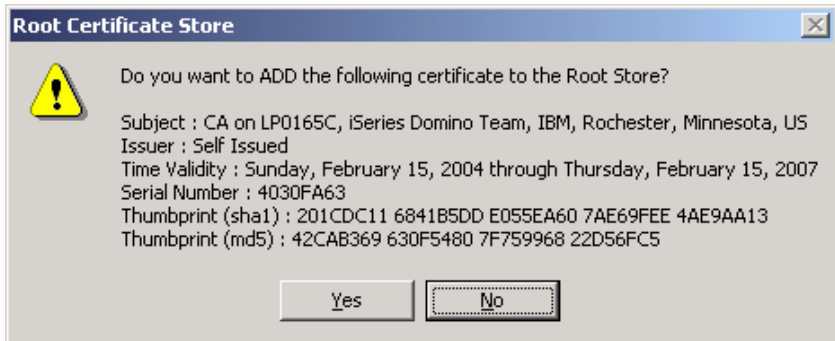 Root Certificate Store
Do you want to ADD the following certificate to the Root Store?
Subject : CA on LP0165C, iSeries Domino Team, IBM, Rochester, Minnesota, US
Issuer : Self Issued
Time Validity : Sunday, February 15, 2004 through Thursday, February 15, 2007
Serial Number : 4030FA63
Thumbprint (sha1) : 201CDC11 6841B5DD E055EA60 7AE69FEE 4AE9AA13
Thumbprint (md5) : 42CAB369 630F5480 7F759968 22D56FC5
Yes No